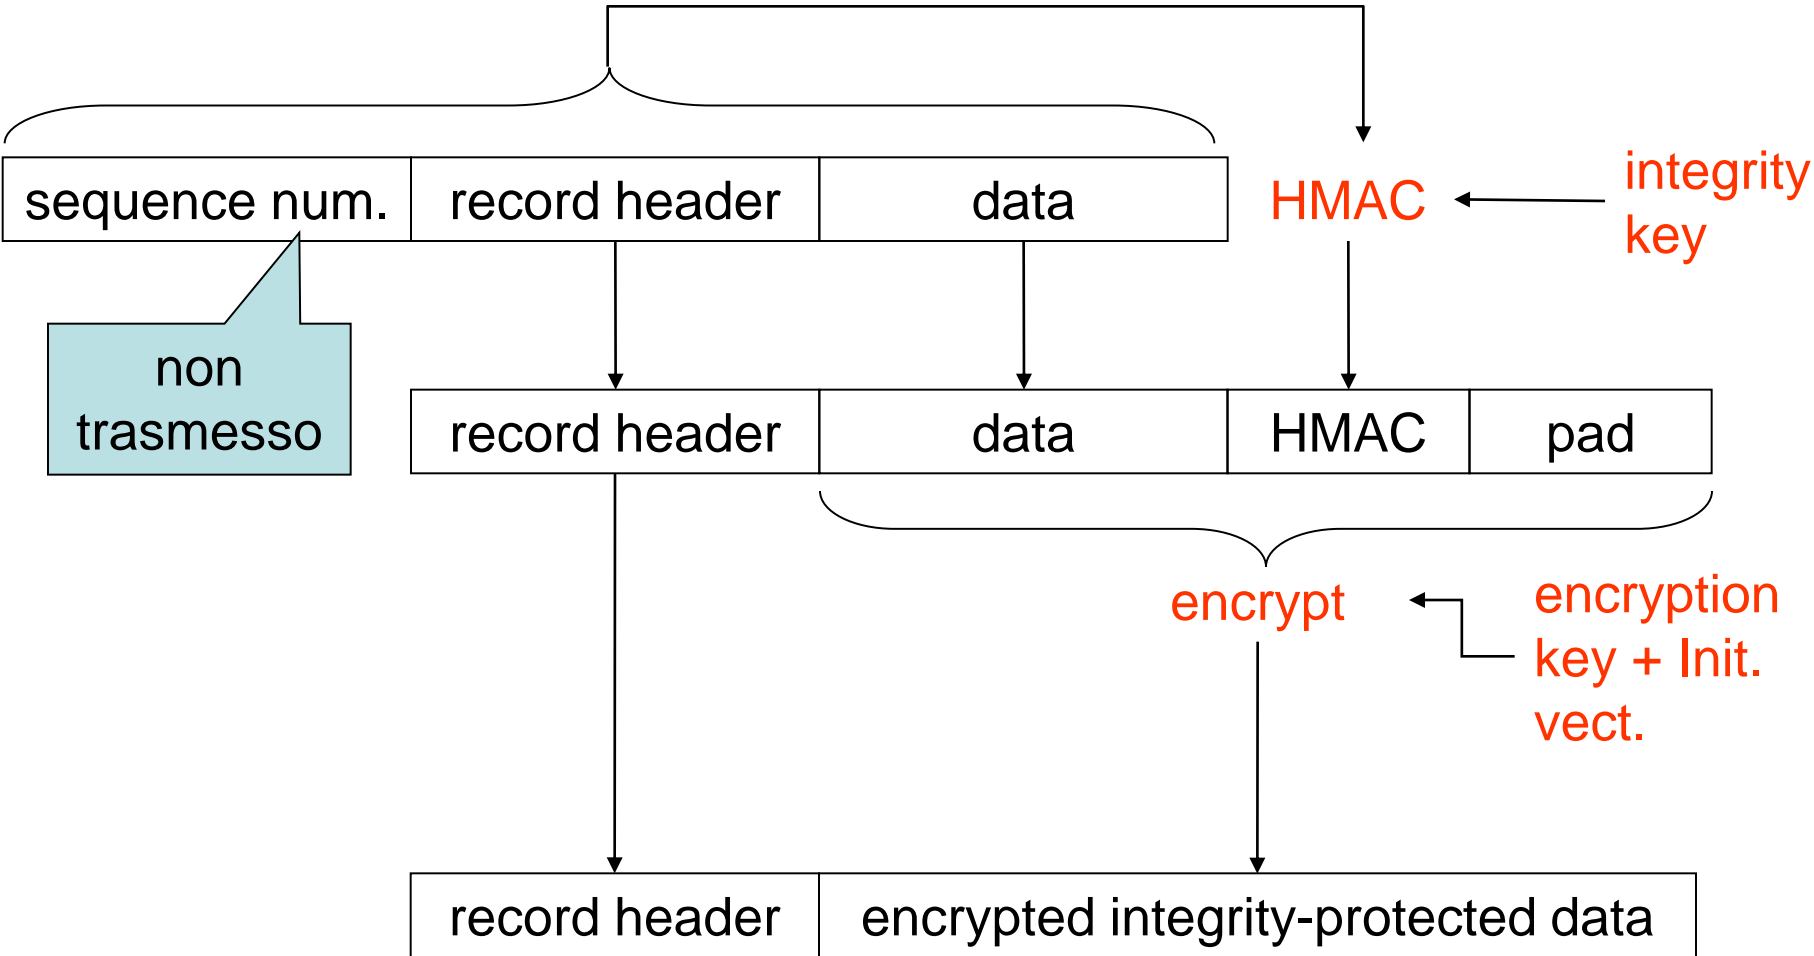 sequence num.
record header
data
HMAC
integrity
key
non
trasmesso
record header
data
HMAC
pad
encrypt
encryption
key + Init.
vect.
record header
encrypted integrity-protected data